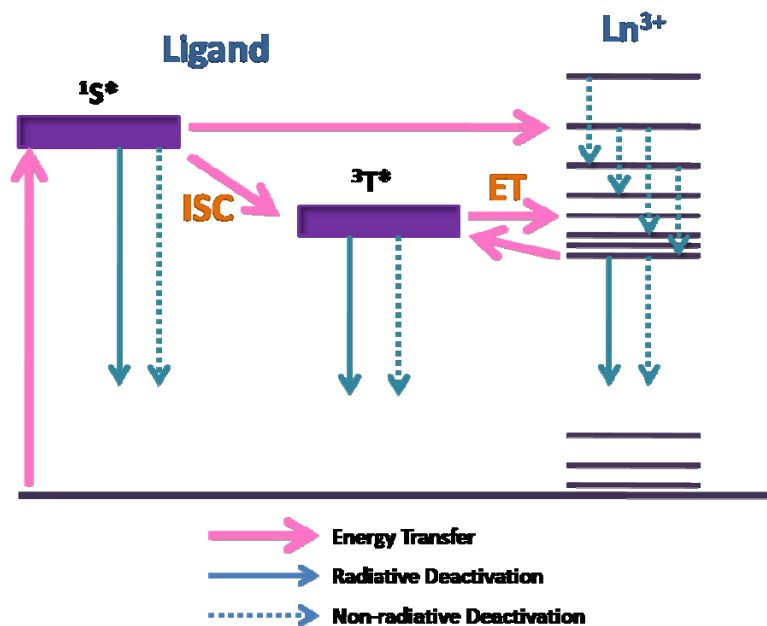 Ligand
Ln³⁺
¹S*
³T*
ISC
ET
Energy Transfer
Radiative Deactivation
Non-radiative Deactivation